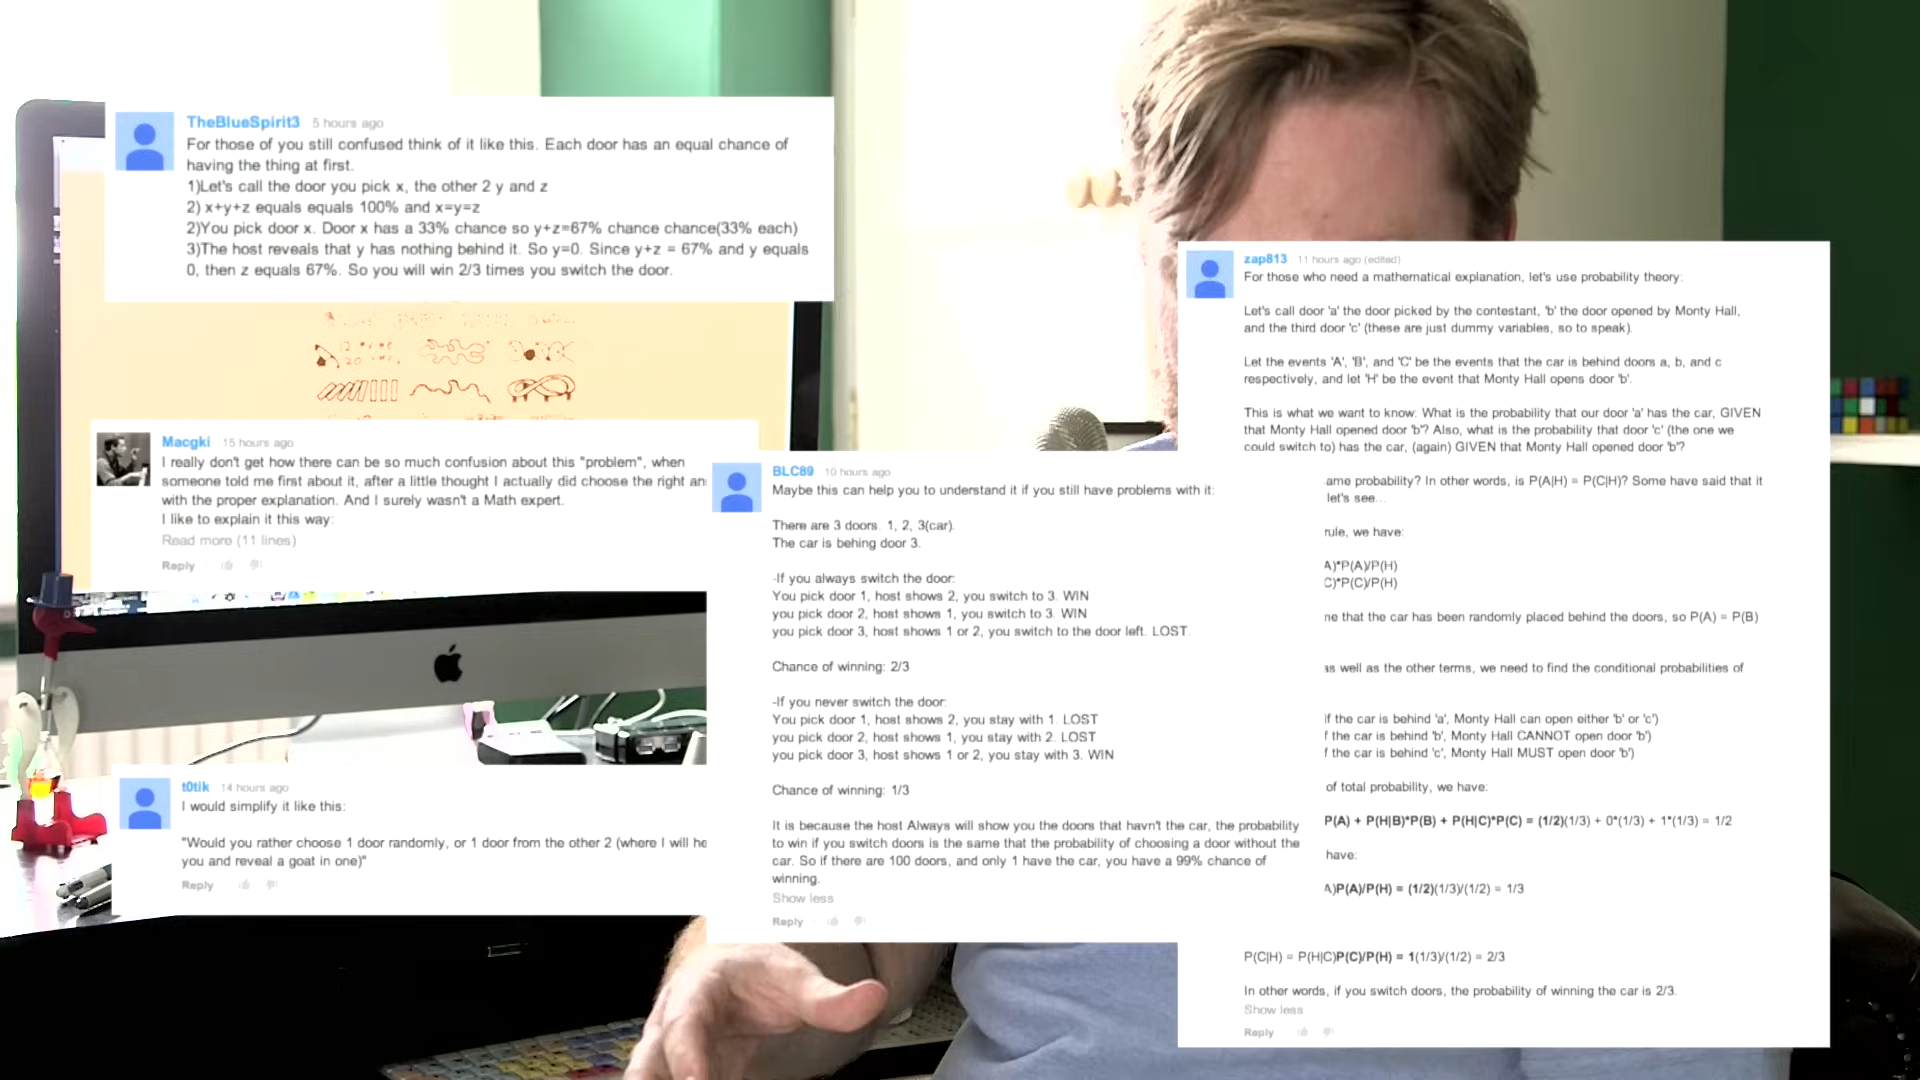 TheBlueSpirit3 5 hours ago
For those of you still confused think of it like this. Each door has an equal chance of
having the thing at first.
1)Let's call the door you pick x, the other 2 y and z
2) x+y+z equals equals 100% and x=y=z
2)You pick door x. Door x has a 33% chance so y+z=67% chance chance(33% each)
3)The host reveals that y has nothing behind it. So y=0. Since y+z = 67% and y equals
0, then z equals 67%. So you will win 2/3 times you switch the door.
Macgki 15 hours ago
I really don't get how there can be so much confusion about this "problem", when
someone told me first about it, after a little thought I actually did choose the right an
with the proper explanation. And I surely wasn't a Math expert.
I like to explain it this way:
Read more (11 lines)
Reply
t0tik 14 hours ago
I would simplify it like this:
"Would you rather choose 1 door randomly, or 1 door from the other 2 (where I will he
you and reveal a goat in one)"
Reply
BLC89 10 hours ago
Maybe this can help you to understand it if you still have problems with it:
There are 3 doors. 1, 2, 3(car).
The car is behing door 3.
-If you always switch the door:
You pick door 1, host shows 2, you switch to 3. WIN
you pick door 2, host shows 1, you switch to 3. WIN
you pick door 3, host shows 1 or 2, you switch to the door left. LOST.
Chance of winning: 2/3
-If you never switch the door:
You pick door 1, host shows 2, you stay with 1. LOST
you pick door 2, host shows 1, you stay with 2. LOST
you pick door 3, host shows 1 or 2, you stay with 3. WIN
Chance of winning: 1/3
It is because the host Always will show you the doors that havn't the car, the probability
to win if you switch doors is the same that the probability of choosing a door without the
car. So if there are 100 doors, and only 1 have the car, you have a 99% chance of
winning.
Show less
Reply
zap813 11 hours ago (edited)
For those who need a mathematical explanation, let's use probability theory:
Let's call door 'a' the door picked by the contestant, 'b' the door opened by Monty Hall,
and the third door 'c' (these are just dummy variables, so to speak).
Let the events 'A', 'B', and 'C' be the events that the car is behind doors a, b, and c
respectively, and let 'H' be the event that Monty Hall opens door 'b'.
This is what we want to know: What is the probability that our door 'a' has the car, GIVEN
that Monty Hall opened door 'b'? Also, what is the probability that door 'c' (the one we
could switch to) has the car, (again) GIVEN that Monty Hall opened door 'b'?
ame probability? In other words, is P(A|H) = P(C|H)? Some have said that it
let's see...
rule, we have:
A)*P(A)/P(H)
C)*P(C)/P(H)
me that the car has been randomly placed behind the doors, so P(A) = P(B)
as well as the other terms, we need to find the conditional probabilities of
if the car is behind 'a', Monty Hall can open either 'b' or 'c')
f the car is behind 'b', Monty Hall CANNOT open door 'b')
f the car is behind 'c', Monty Hall MUST open door 'b')
of total probability, we have:
P(A) + P(H|B)*P(B) + P(H|C)*P(C) = (1/2)(1/3) + 0*(1/3) + 1*(1/3) = 1/2
have:
A)P(A)/P(H) = (1/2)(1/3)/(1/2) = 1/3
P(C|H) = P(H|C)P(C)/P(H) = 1(1/3)/(1/2) = 2/3
In other words, if you switch doors, the probability of winning the car is 2/3.
Show less
Reply